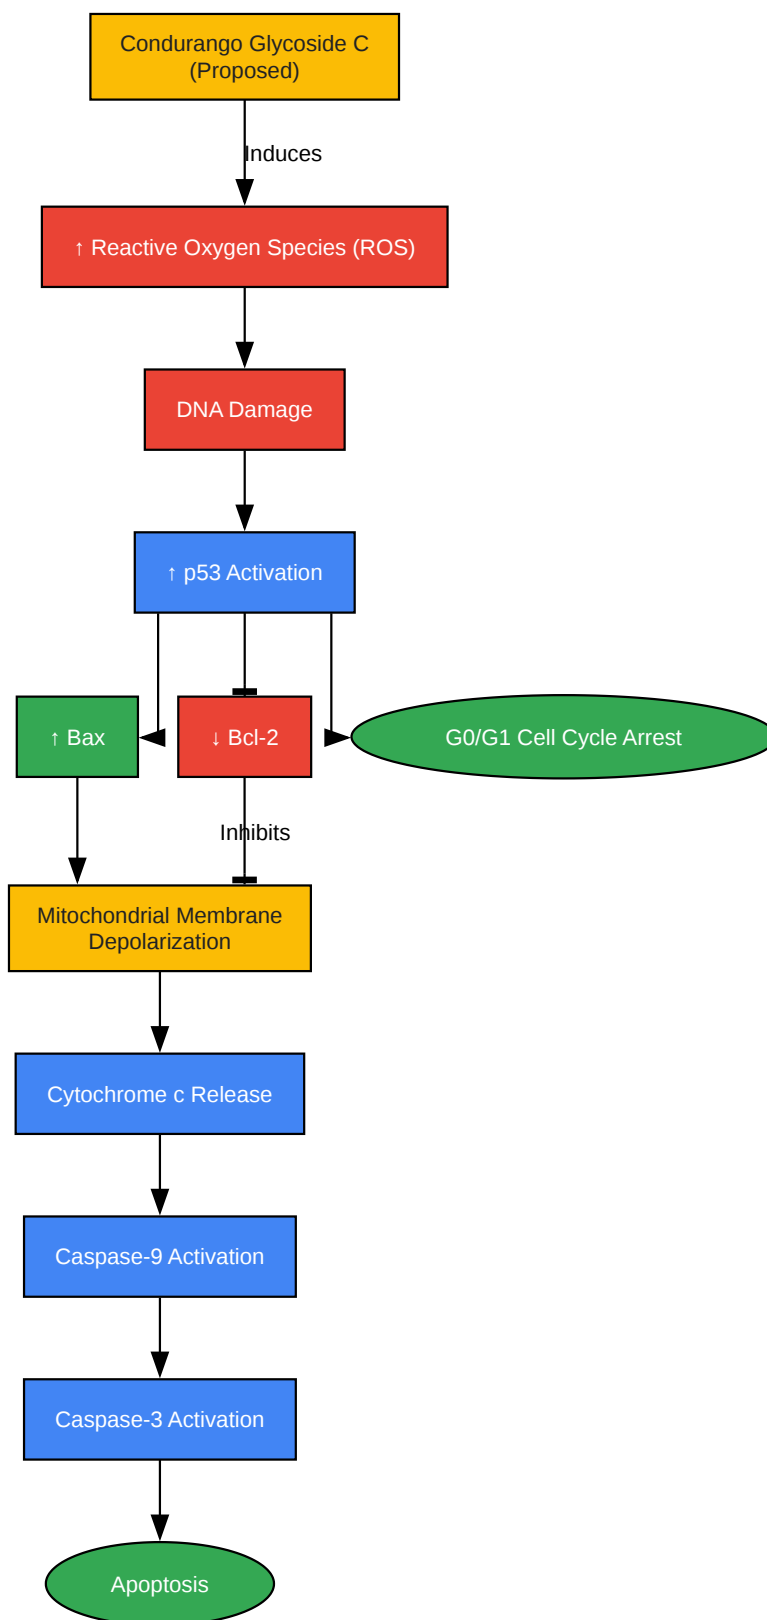 Condurango Glycoside C
(Proposed)
Induces
↑ Reactive Oxygen Species (ROS)
DNA Damage
↑ p53 Activation
↑ Bax
↓ Bcl-2
G0/G1 Cell Cycle Arrest
Inhibits
Mitochondrial Membrane
Depolarization
Cytochrome c Release
Caspase-9 Activation
Caspase-3 Activation
Apoptosis